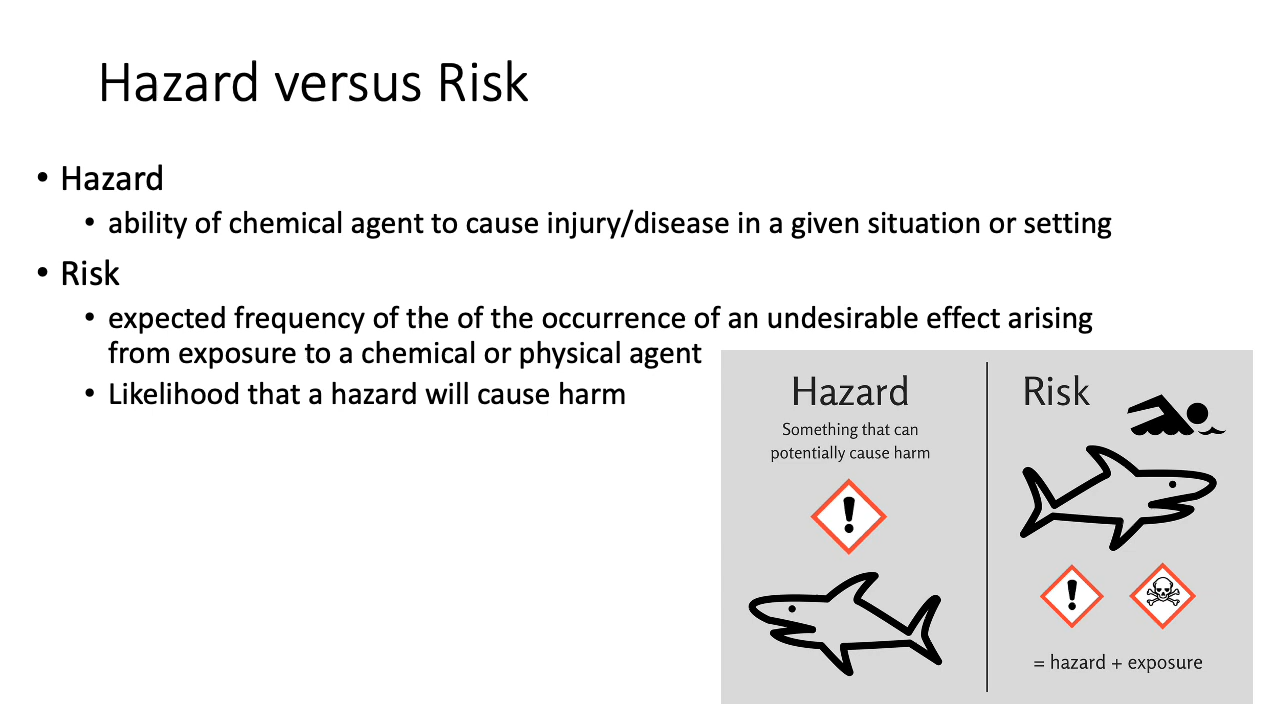 Hazard versus Risk
• Hazard
• ability of chemical agent to cause injury/disease in a given situation or setting
• Risk
• expected frequency of the of the occurrence of an undesirable effect arising
from exposure to a chemical or physical agent
• Likelihood that a hazard will cause harm
Hazard
Something that can
potentially cause harm
!
Risk
!
= hazard + exposure